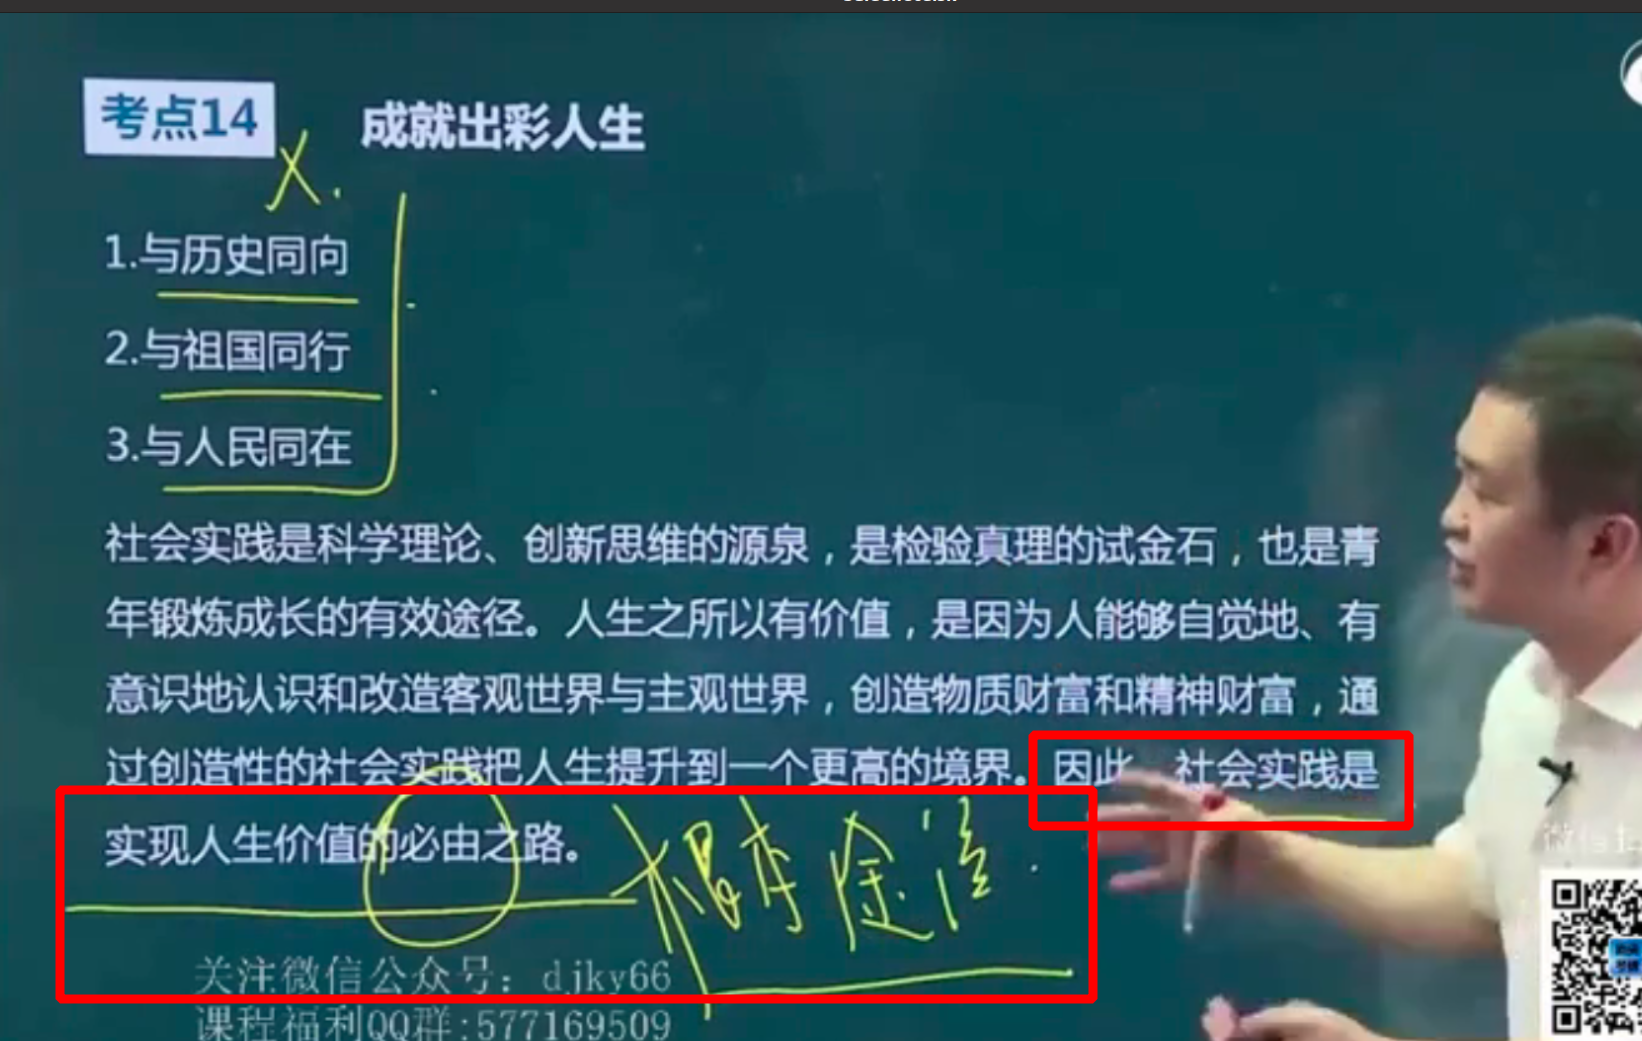 考点14
成就出彩人生
X.
1.与历史同向
2.与祖国同行
3.与人民同在
社会实践是科学理论、创新思维的源泉，是检验真理的试金石，也是青
年锻炼成长的有效途径。人生之所以有价值，是因为人能够自觉地、有
意识地认识和改造客观世界与主观世界，创造物质财富和精神财富，通
过创造性的社会实践把人生提升到一个更高的境界。因此，社会实践是
实现人生价值的必由之路。
关注微信公众号：djky66
课程福利QQ群:577169509